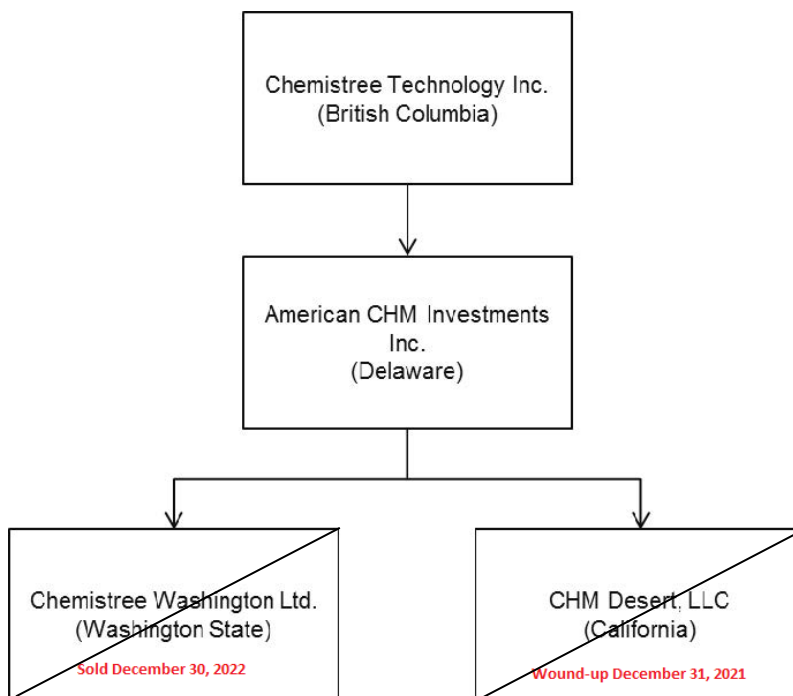 Chemistree Technology Inc.
(British Columbia)
American CHM Investments
Inc.
(Delaware)
Chemistree Washington Ltd.
(Washington State)
Sold December 30, 2022
CHM Desert, LLC
(California)
Wound-up December 31, 2021